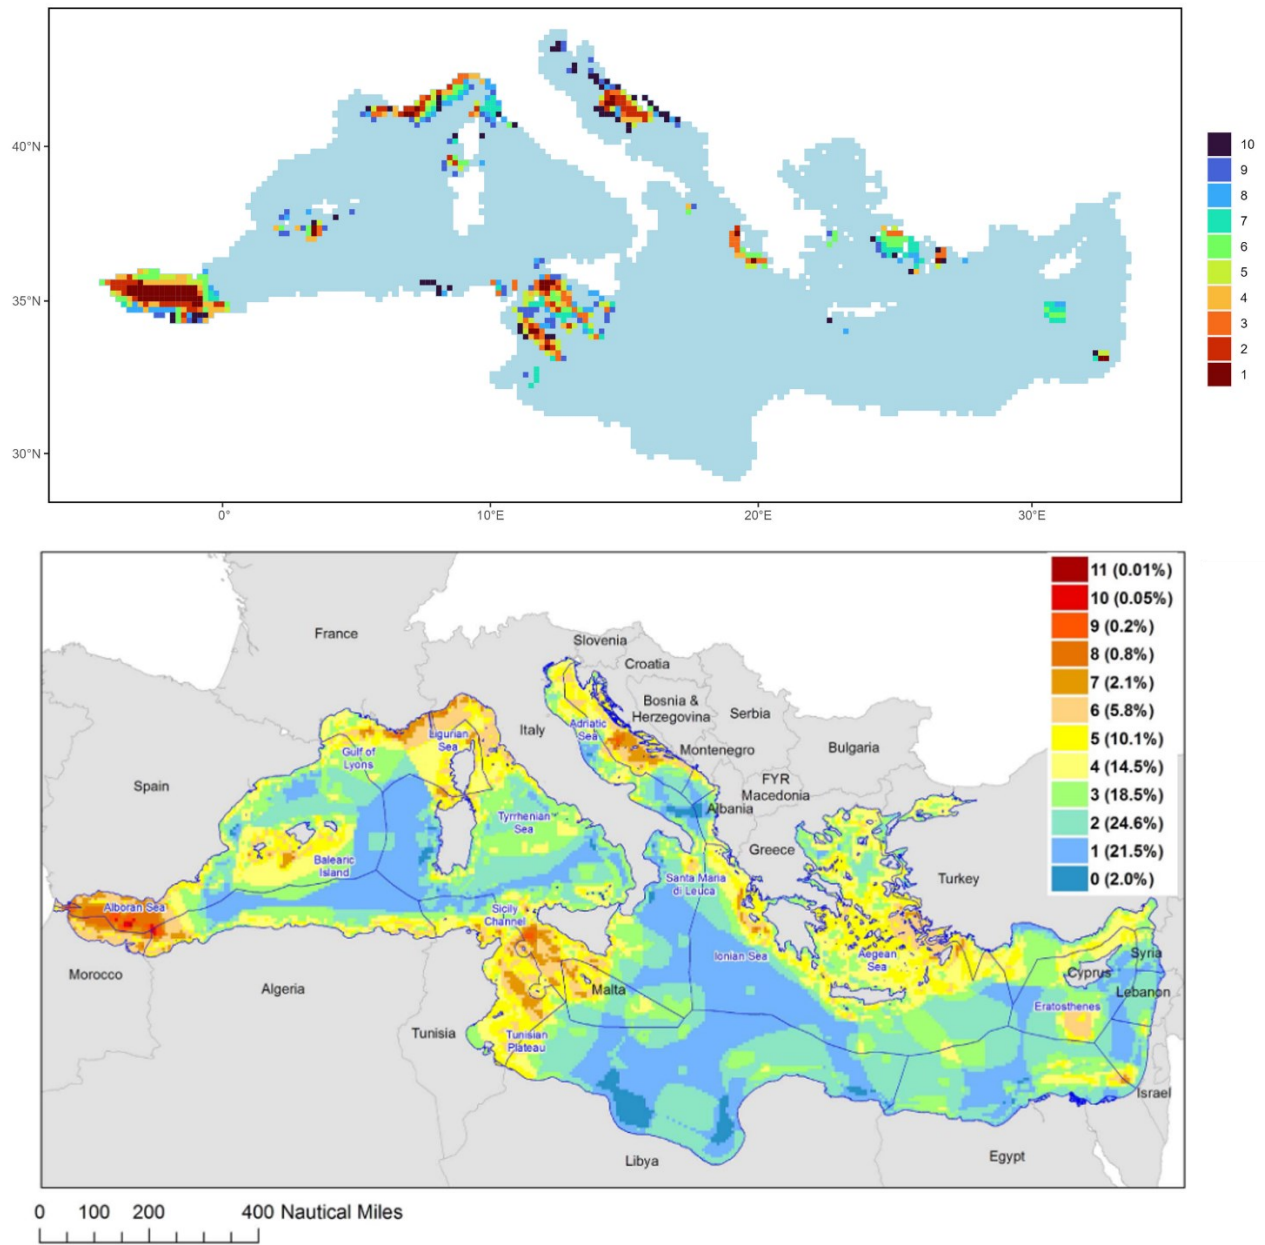 40°N
35°N
30°N
0°
10°E
20°E
30°E
10
9
8
7
6
5
4
3
2
1
11 (0.01%)
10 (0.05%)
9 (0.2%)
8 (0.8%)
7 (2.1%)
6 (5.8%)
5 (10.1%)
4 (14.5%)
3 (18.5%)
2 (24.6%)
1 (21.5%)
0 (2.0%)
France
Slovenia
Croatia
Bosnia &
Herzegovina
Serbia
Italy
Adriatic
Sea
Ligurian
Sea
Montenegro
Bulgaria
Gulf of
Lyons
Spain
FYR
Macedonia
Albania
Tyrrhenian
Sea
Greece
Balearic
Island
Santa Maria
di Leuca
Turkey
Alboran Sea
Sicily
Channel
Ionian Sea
Aegean
Sea
Syria
Morocco
Cyprus
Algeria
Malta
Lebanon
Eratosthenes
Tunisia
Tunisian
Plateau
Israel
Libya
Egypt
0 100 200 400 Nautical Miles